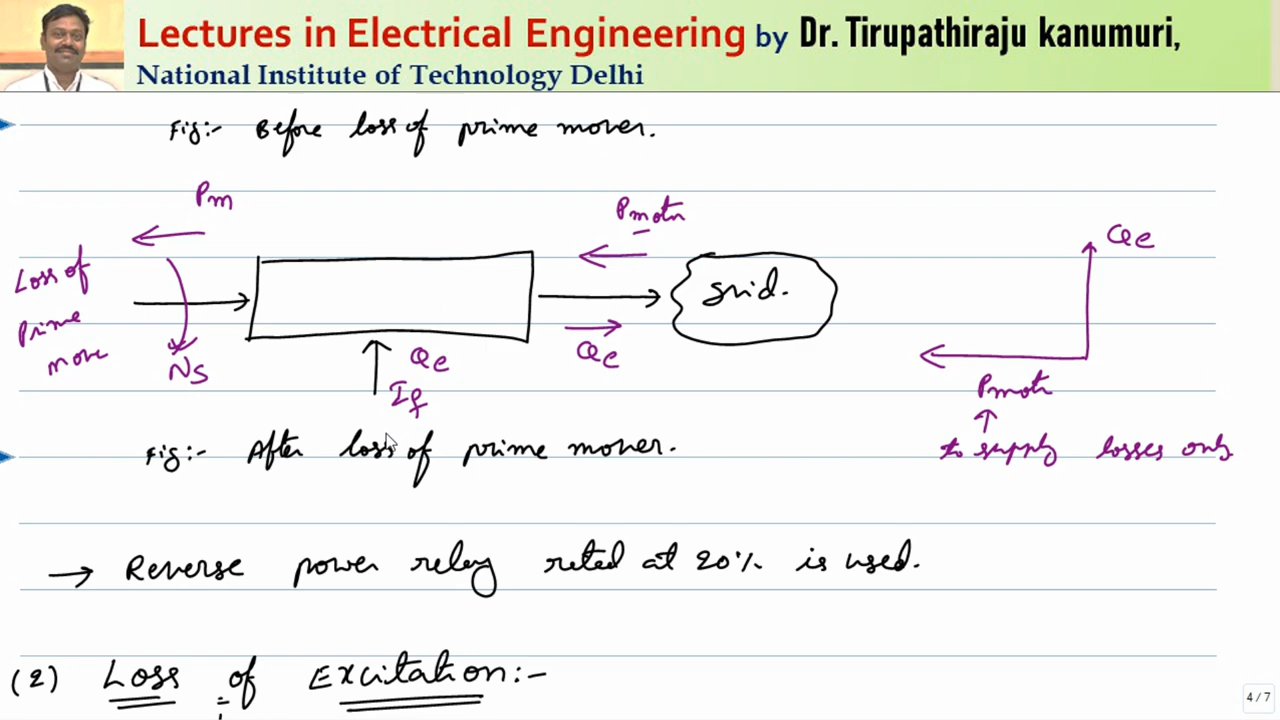 Lectures in Electrical Engineering by Dr. Tirupathiraju kanumuri,
National Institute of Technology Delhi
Fig:- Before loss of prime mover.
Pm
Pmotr
Qe
Loss of
Prime
mover
grid.
Ns
Qe
If
Qe
Pmotr
to supply losses only
Fig:- After loss of prime mover.
→ Reverse power relay rated at 20% is used.
(2) Loss of Excitation:-
4 / 7